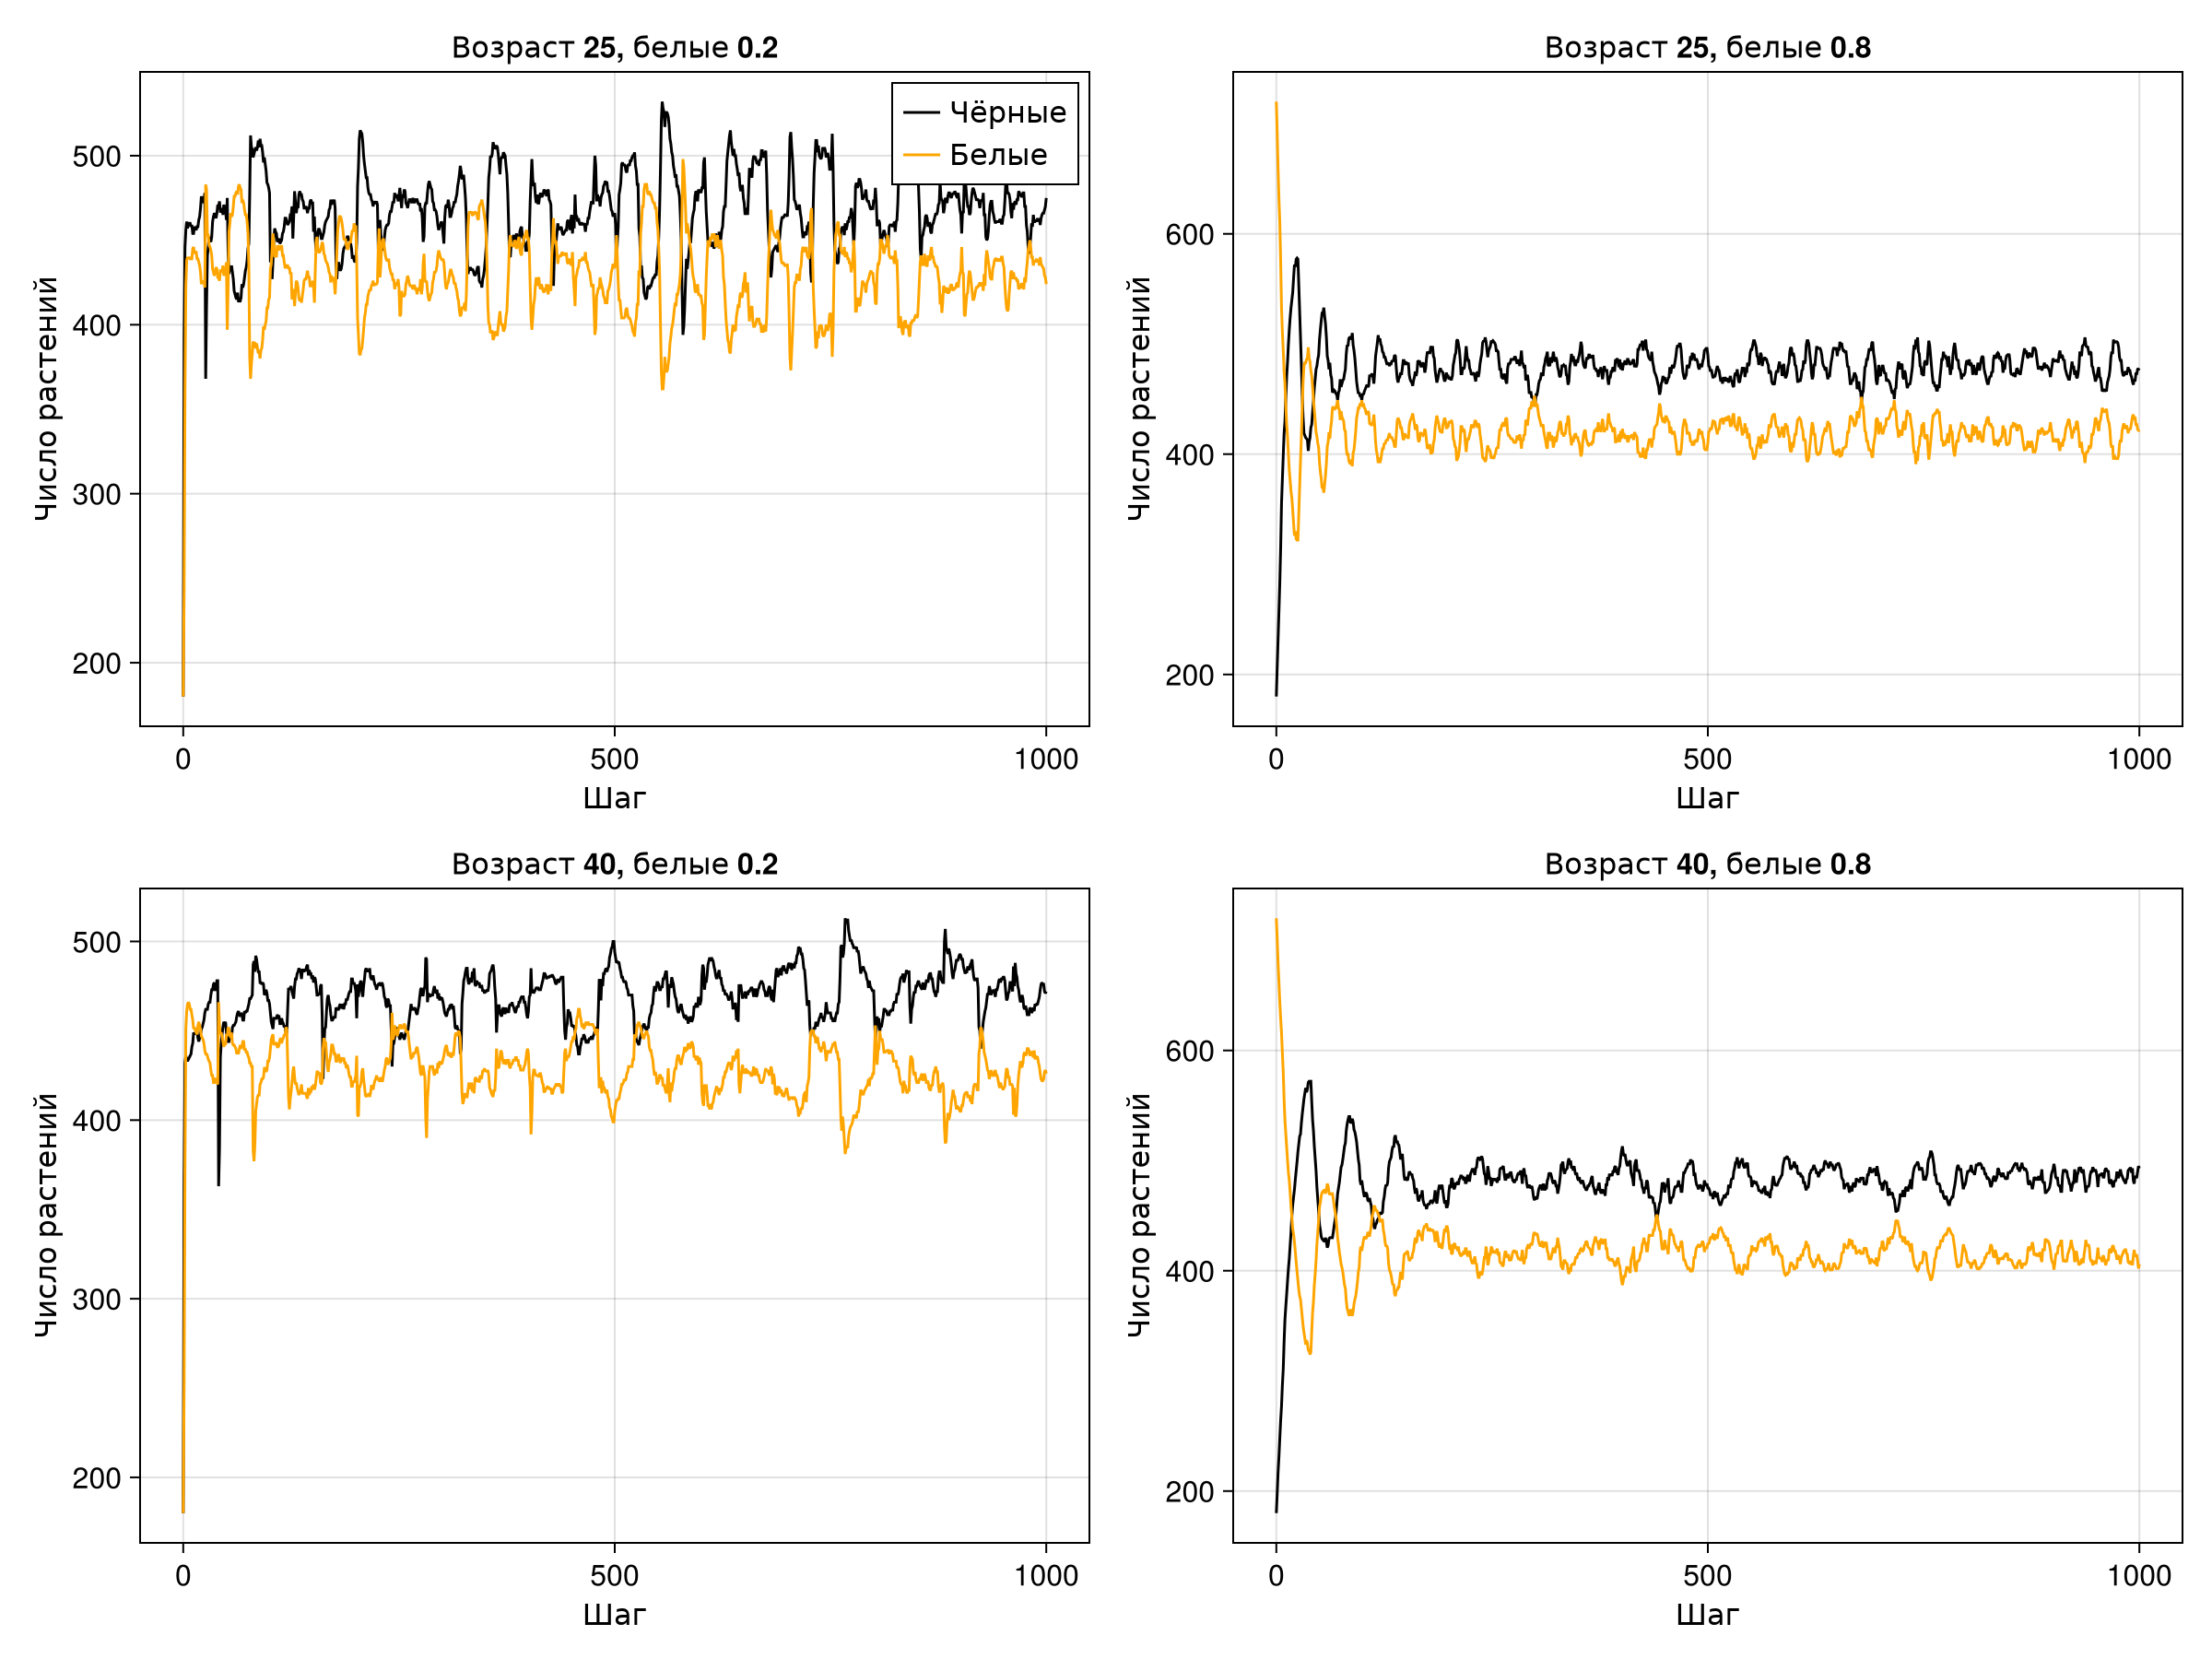 Возраст 25, белые 0.2
Чёрные
Белые
Число растений
500
400
300
200
0 500 1000
Шаг
Возраст 25, белые 0.8
Число растений
600
400
200
0 500 1000
Шаг
Возраст 40, белые 0.2
Число растений
500
400
300
200
0 500 1000
Шаг
Возраст 40, белые 0.8
Число растений
600
400
200
0 500 1000
Шаг